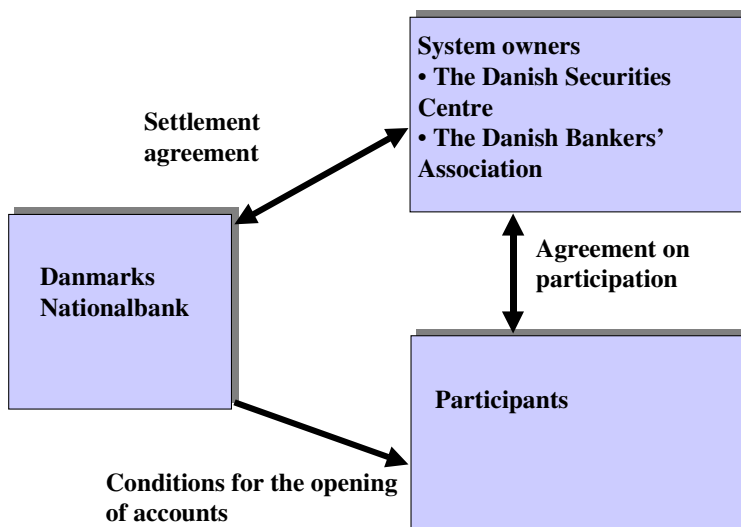 System owners
• The Danish Securities
Centre
• The Danish Bankers'
Association
Settlement
agreement
Agreement on
participation
Danmarks
Nationalbank
Participants
Conditions for the opening
of accounts